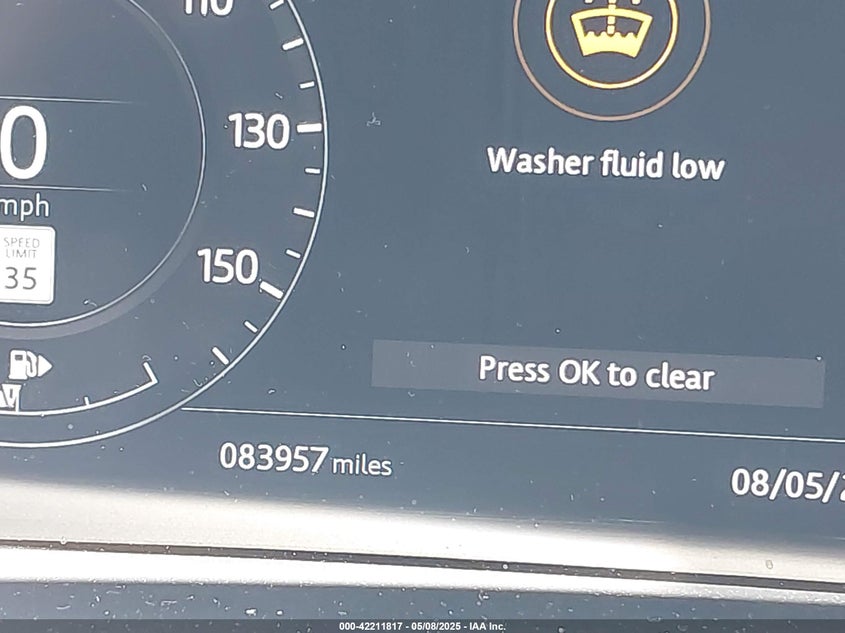 110
130
0
mph
SPEED
LIMIT
35
150
Washer fluid low
Press OK to clear
083957 miles
08/05/
000-42211817 - 05/08/2025 - IAA Inc.